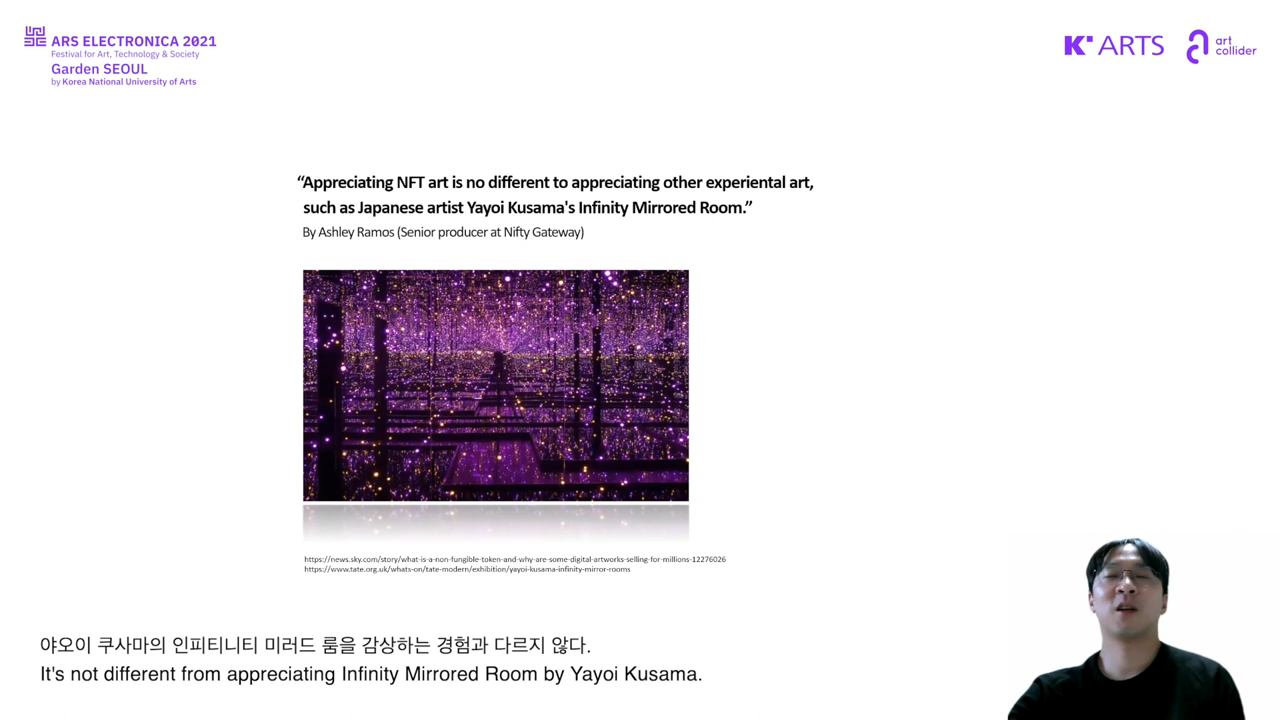 ARS ELECTRONICA 2021
Festival for Art, Technology & Society
Garden SEOUL
by Korea National University of Arts
K' ARTS
art
collider
“Appreciating NFT art is no different to appreciating other experiental art,
such as Japanese artist Yayoi Kusama's Infinity Mirrored Room.”
By Ashley Ramos (Senior producer at Nifty Gateway)
https://news.sky.com/story/what-is-a-non-fungible-token-and-why-are-some-digital-artworks-selling-for-millions-12276026
https://www.tate.org.uk/whats-on/tate-modern/exhibition/yayoi-kusama-infinity-mirror-rooms
야오이 쿠사마의 인피티니티 미러드 룸을 감상하는 경험과 다르지 않다.
It's not different from appreciating Infinity Mirrored Room by Yayoi Kusama.